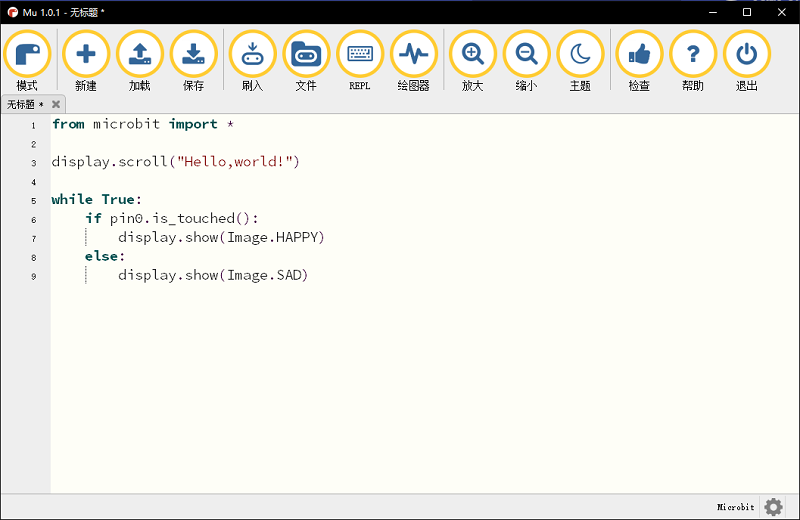 Mu 1.0.1 - 无标题 *
模式 新建 加载 保存 刷入 文件 REPL 绘图器 放大 缩小 主题 检查 帮助 退出
无标题 *
1 from microbit import *
2
3 display.scroll("Hello,world!")
4
5 while True:
6     if pin0.is_touched():
7         display.show(Image.HAPPY)
8     else:
9         display.show(Image.SAD)
Microbit